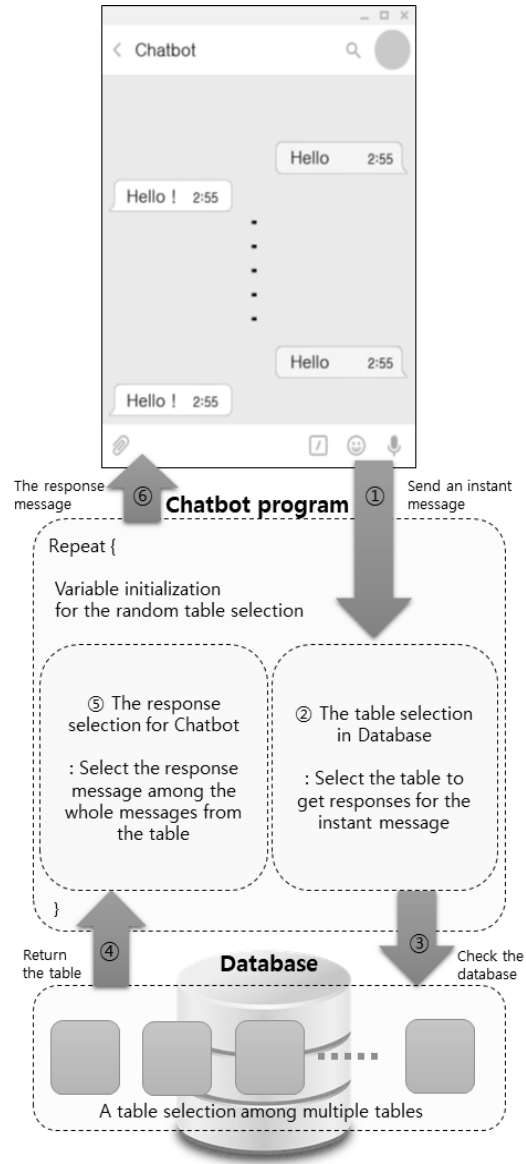 Chatbot
Hello 2:55
Hello ! 2:55
Hello 2:55
Hello ! 2:55
The response
message
⑥
Chatbot program
①
Send an instant
message
Repeat {
Variable initialization
for the random table selection
⑤ The response
selection for Chatbot
: Select the response
message among the
whole messages from
the table
② The table selection
in Database
: Select the table to
get responses for the
instant message
}
Return
the table
④
Database
③
Check the
database
A table selection among multiple tables